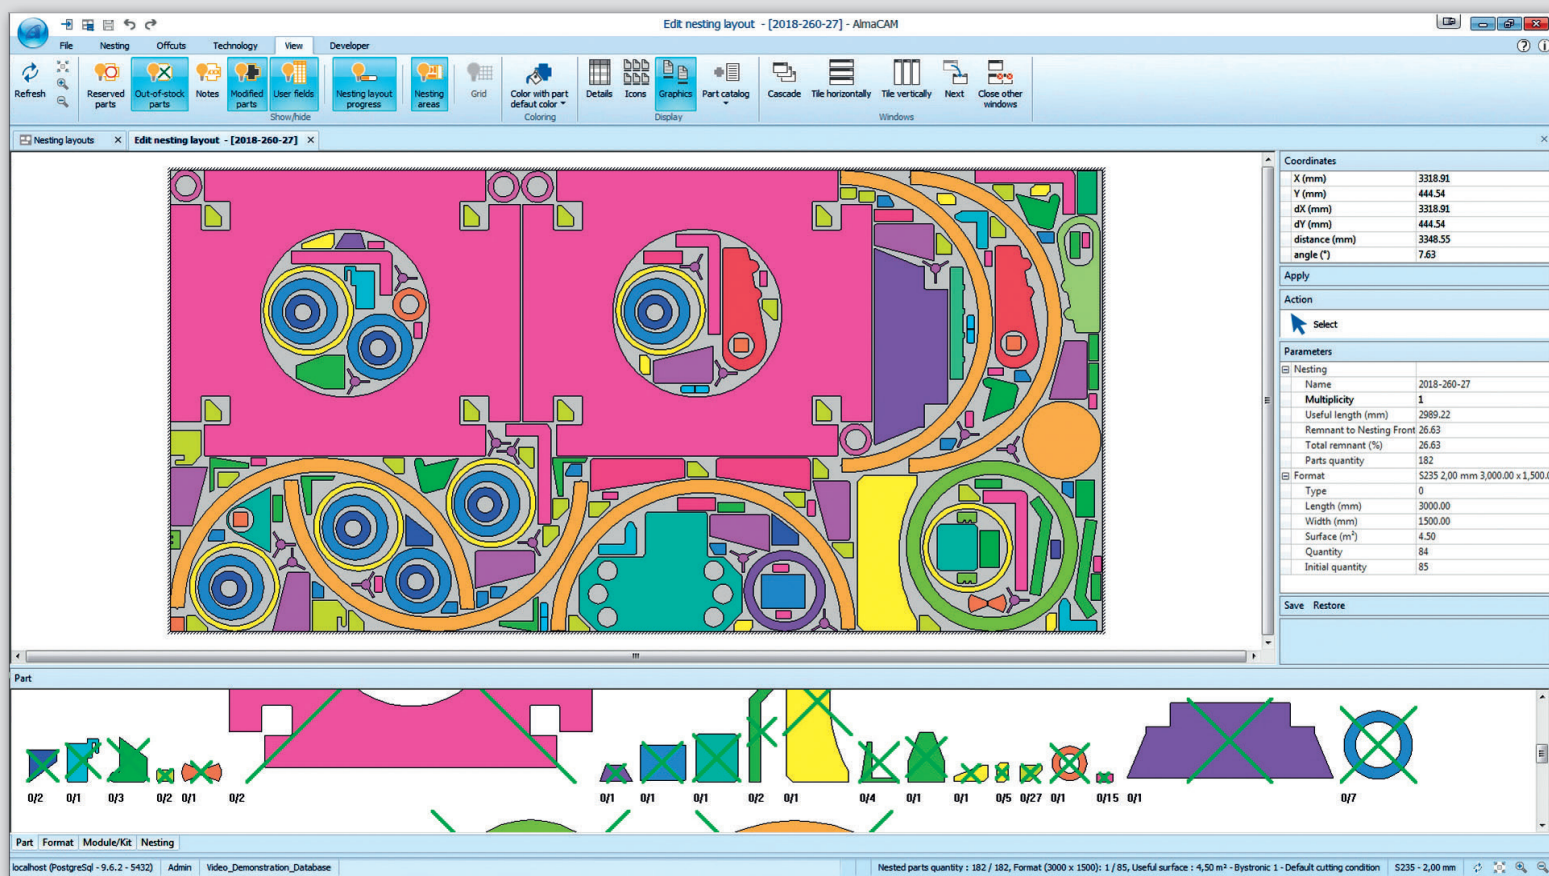 Edit nesting layout - [2018-260-27] - AlmaCAM
File Nesting Offcuts Technology View Developer
Refresh
Reserved parts
Out-of-stock parts
Notes
Modified parts
User fields
Nesting layout progress
Nesting areas
Grid
Color with part defaut color
Details
Icons
Graphics
Part catalog
Cascade
Tile horizontally
Tile vertically
Next
Close other windows
Show/hide
Coloring
Display
Windows
Nesting layouts X Edit nesting layout - [2018-260-27] X
Coordinates
X (mm) 3318.91
Y (mm) 444.54
dX (mm) 3318.91
dY (mm) 444.54
distance (mm) 3348.55
angle (°) 7.63
Apply
Action
Select
Parameters
Nesting
Name 2018-260-27
Multiplicity 1
Useful length (mm) 2989.22
Remnant to Nesting Front 26.63
Total remnant (%) 26.63
Parts quantity 182
Format S235 2,00 mm 3,000.00 x 1,500.0
Type 0
Length (mm) 3000.00
Width (mm) 1500.00
Surface (m²) 4.50
Quantity 84
Initial quantity 85
Save Restore
Part
0/2 0/1 0/3 0/2 0/1 0/2 0/1 0/1 0/1 0/2 0/1 0/4 0/1 0/1 0/5 0/27 0/1 0/15 0/1 0/7
Part Format Module/Kit Nesting
localhost (PostgreSql - 9.6.2 - 5432) Admin Video_Demonstration_Database Nested parts quantity : 182 / 182, Format (3000 x 1500): 1 / 85, Useful surface : 4,50 m² - Bystronic 1 - Default cutting condition S235 - 2,00 mm